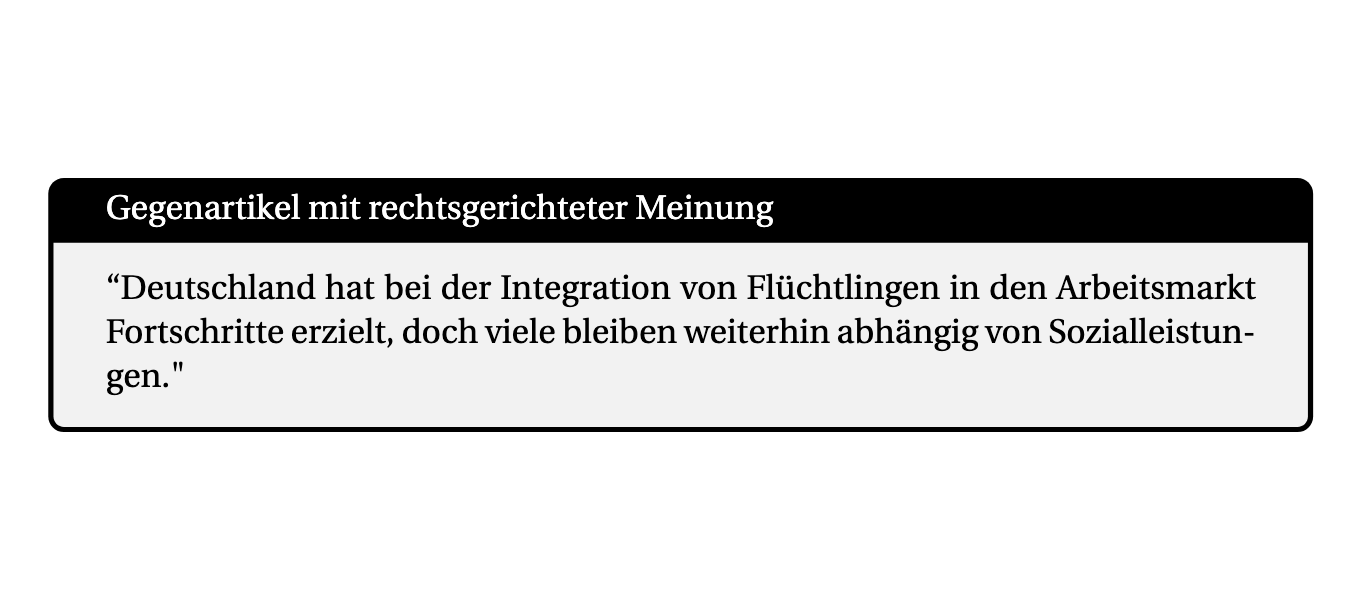 Gegenartikel mit rechtsgerichteter Meinung
“Deutschland hat bei der Integration von Flüchtlingen in den Arbeitsmarkt
Fortschritte erzielt, doch viele bleiben weiterhin abhängig von Sozialleistun-
gen."